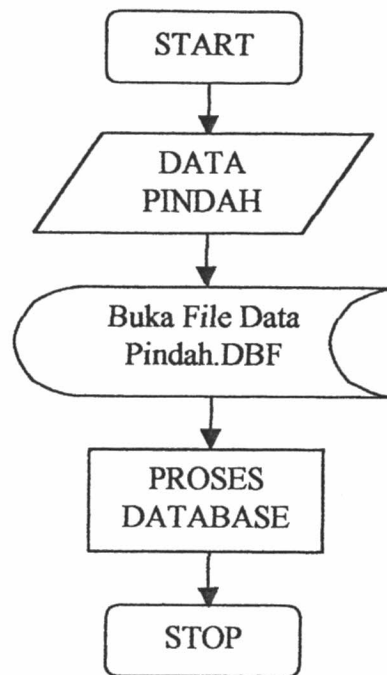 START
DATA
PINDAH
Buka File Data
Pindah.DBF
PROSES
DATABASE
STOP